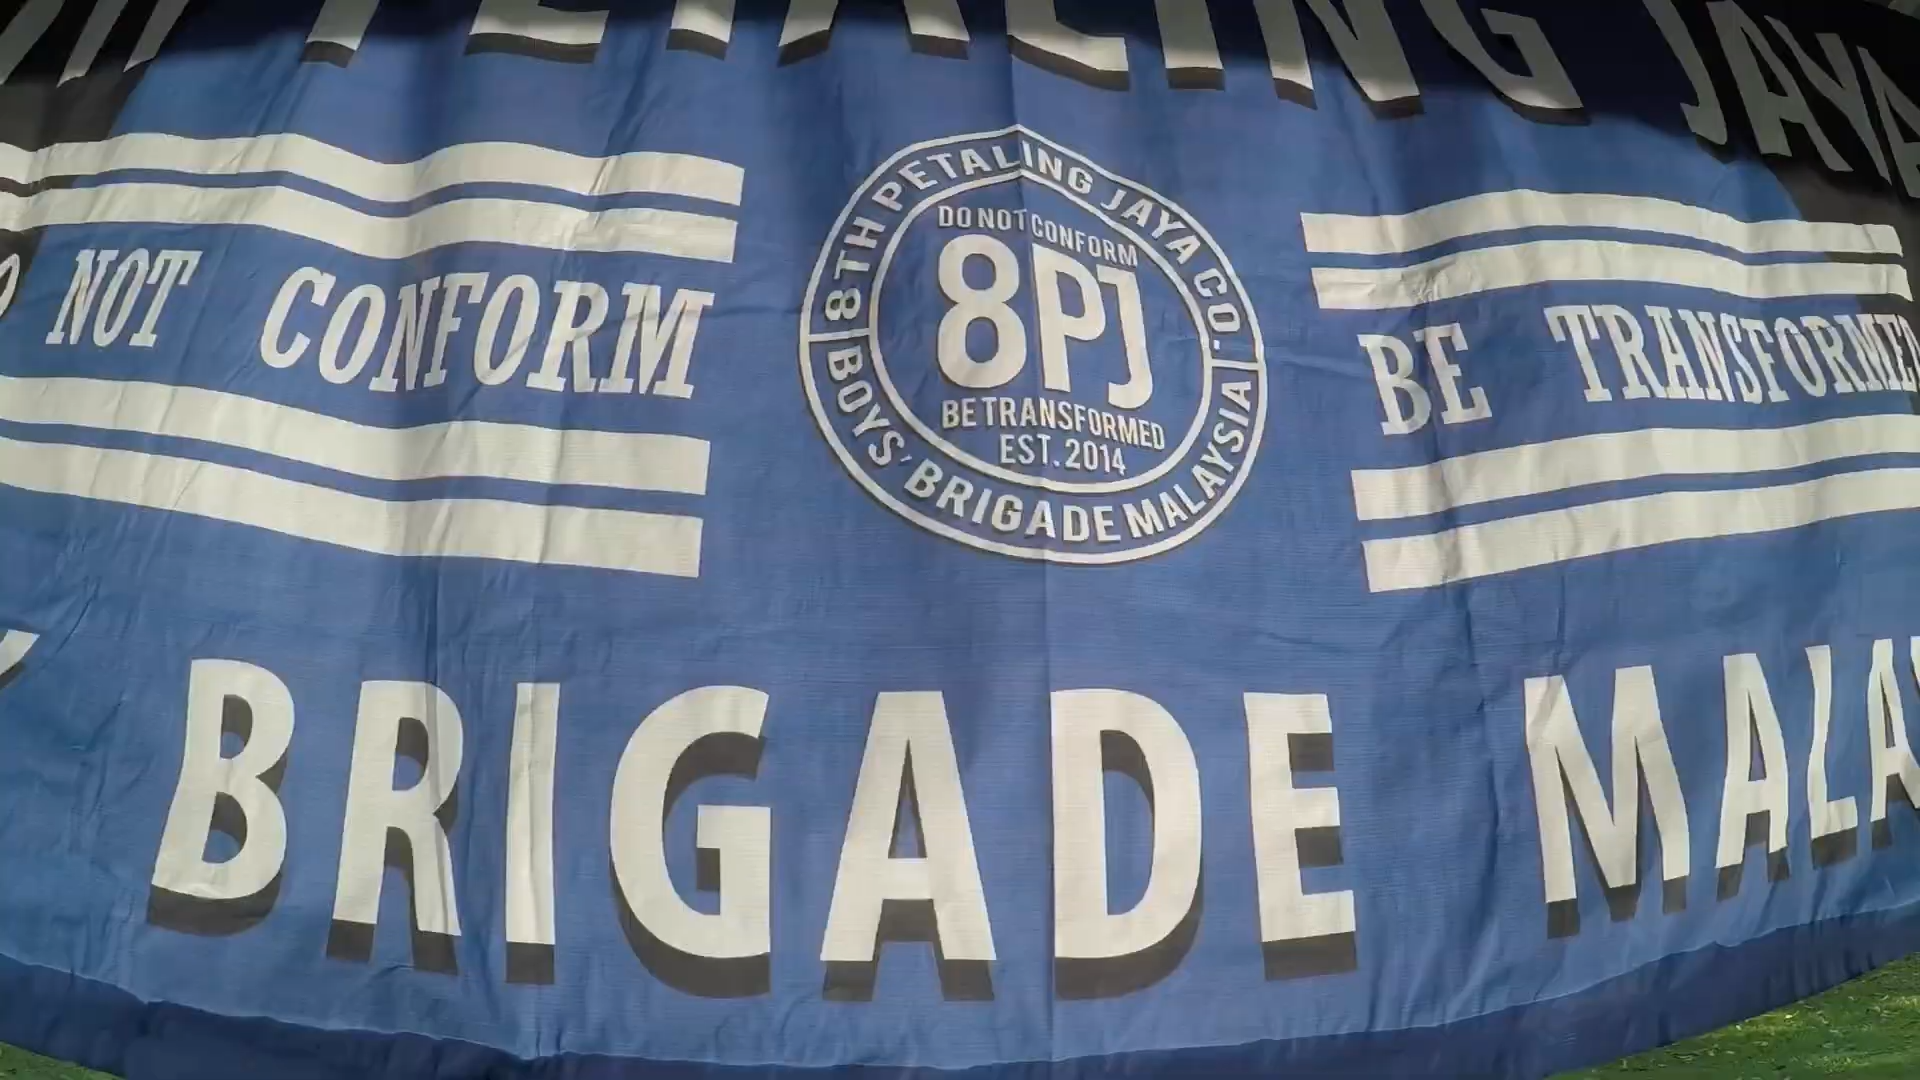 PETALING JAYA
NOT CONFORM
8TH PETALING JAYA CO.
DO NOT CONFORM
8PJ
BE TRANSFORMED
EST. 2014
BOYS' BRIGADE MALAYSIA
BE TRANSFORMED
BRIGADE MALAY